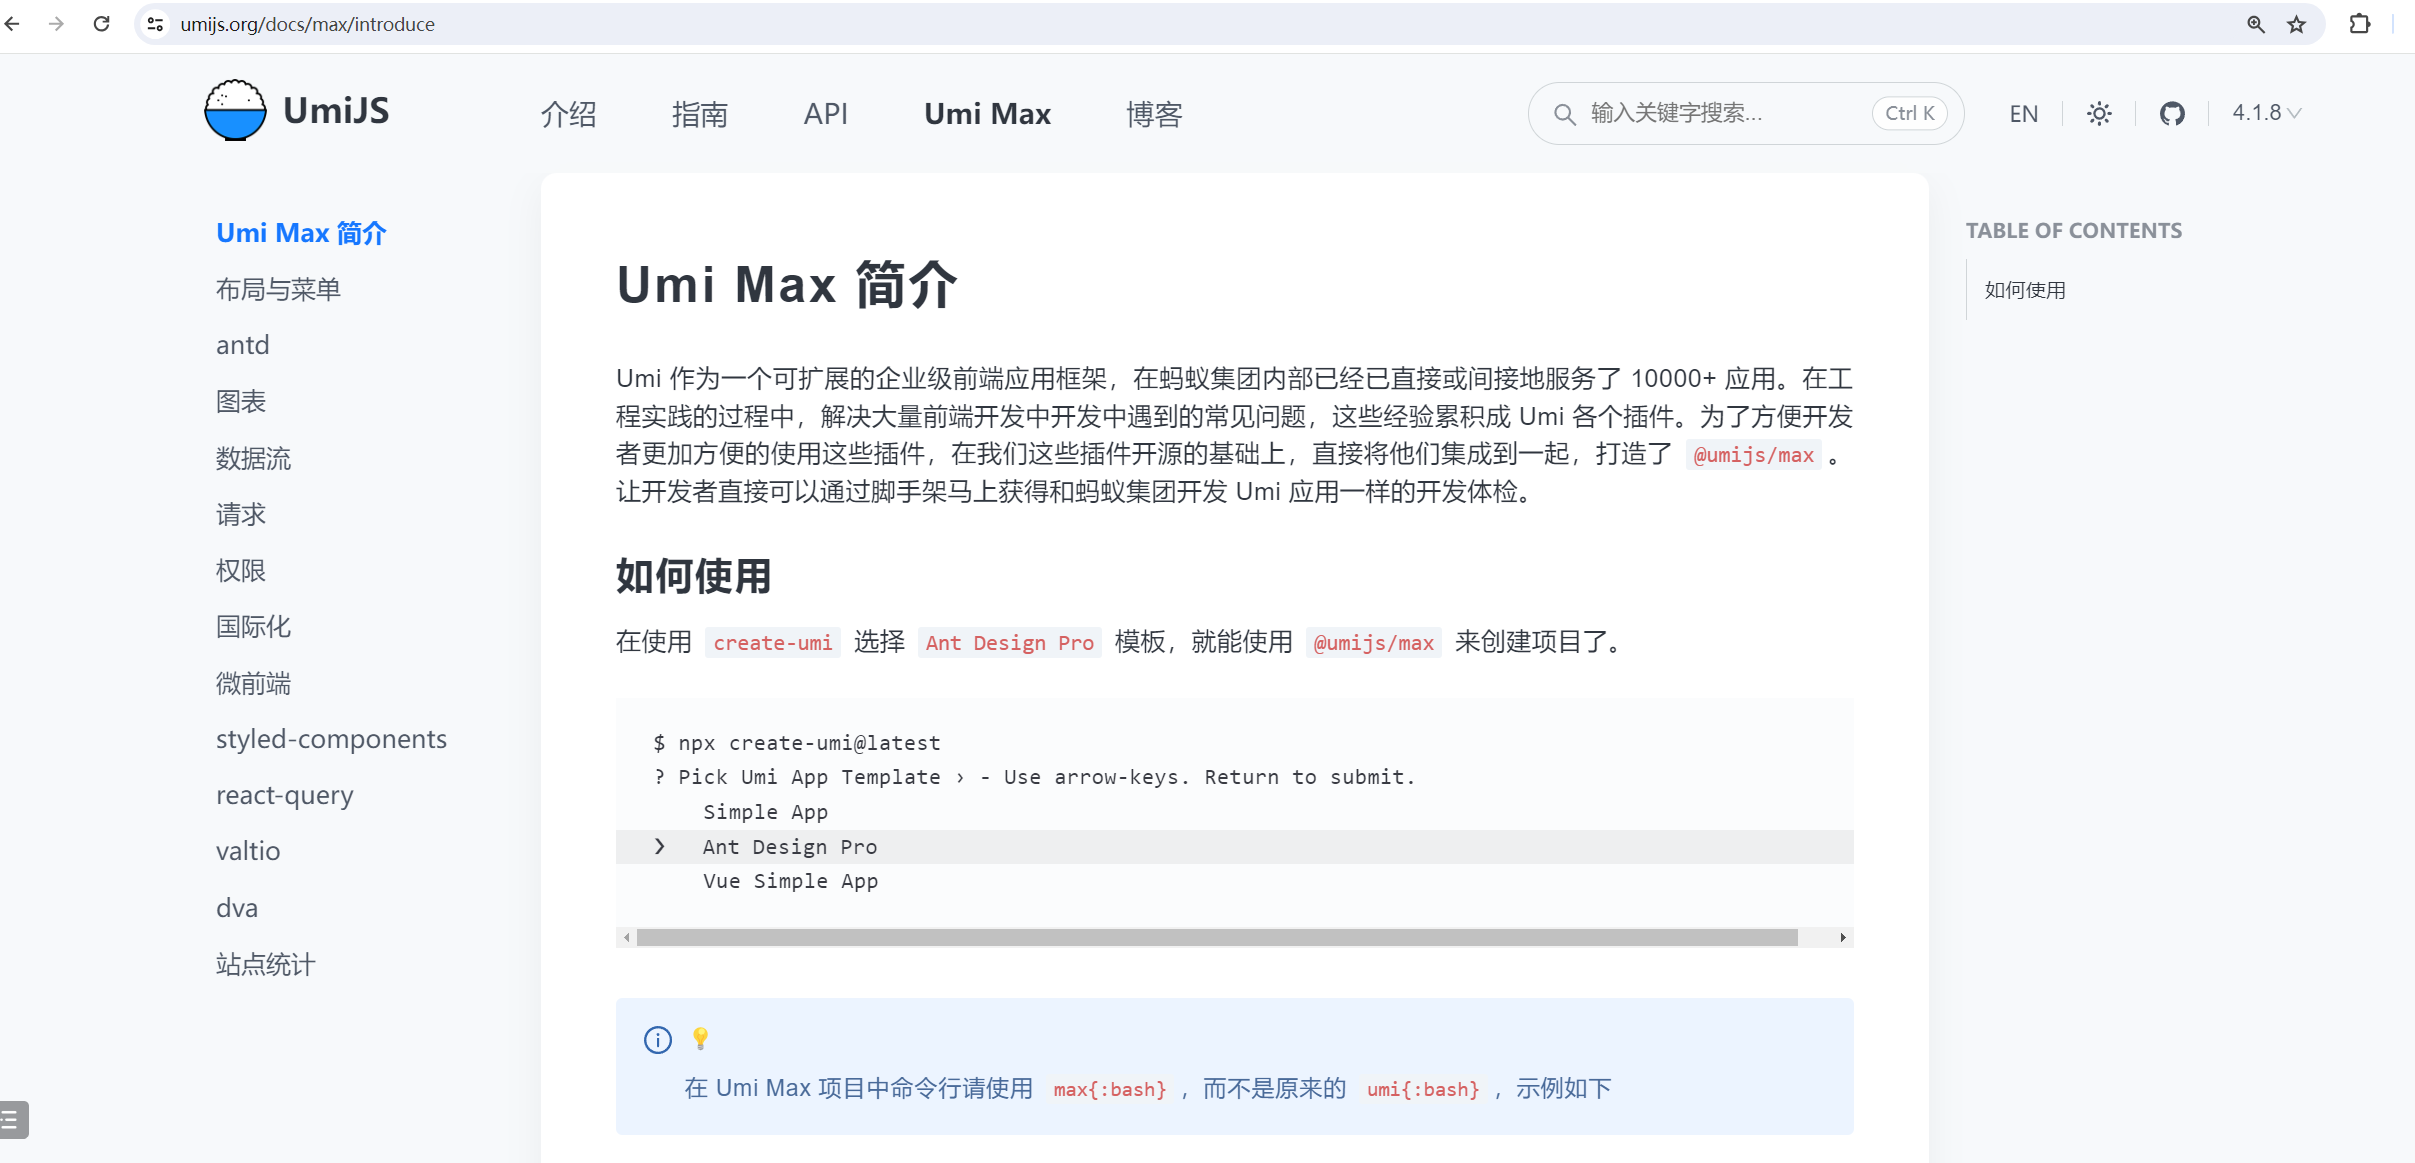 umijs.org/docs/max/introduce
UmiJS
介绍
指南
API
Umi Max
博客
输入关键字搜索...
Ctrl K
EN
4.1.8
Umi Max 简介
布局与菜单
antd
图表
数据流
请求
权限
国际化
微前端
styled-components
react-query
valtio
dva
站点统计
Umi Max 简介
Umi 作为一个可扩展的企业级前端应用框架，在蚂蚁集团内部已经已直接或间接地服务了 10000+ 应用。在工
程实践的过程中，解决大量前端开发中开发中遇到的常见问题，这些经验累积成 Umi 各个插件。为了方便开发
者更加方便的使用这些插件，在我们这些插件开源的基础上，直接将他们集成到一起，打造了 @umijs/max 。
让开发者直接可以通过脚手架马上获得和蚂蚁集团开发 Umi 应用一样的开发体检。
如何使用
在使用 create-umi 选择 Ant Design Pro 模板，就能使用 @umijs/max 来创建项目了。
$ npx create-umi@latest
? Pick Umi App Template › - Use arrow-keys. Return to submit.
Simple App
❯ Ant Design Pro
Vue Simple App
💡
在 Umi Max 项目中命令行请使用 max{:bash} ，而不是原来的 umi{:bash} ，示例如下
TABLE OF CONTENTS
如何使用